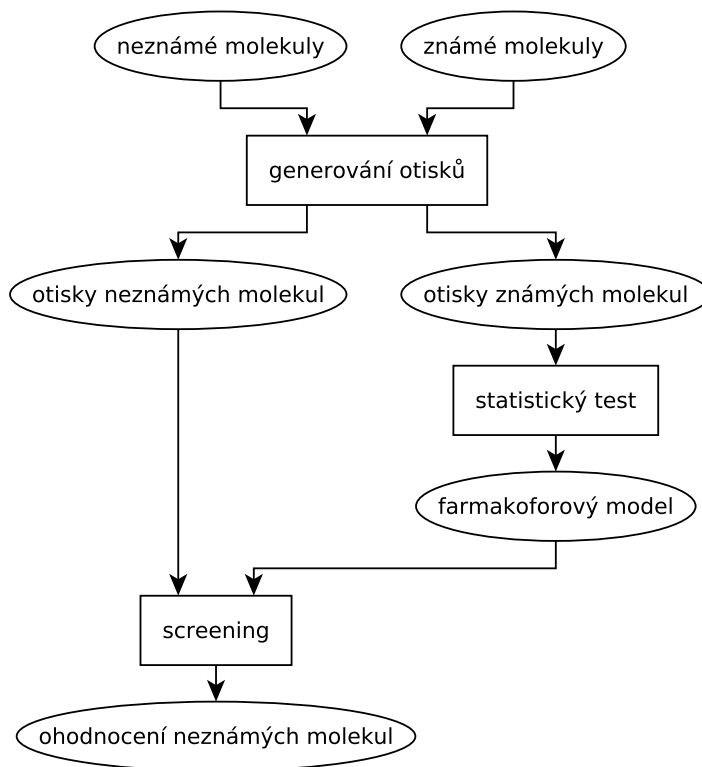 neznámé molekuly
známé molekuly
generování otisků
otisky neznámých molekul
otisky známých molekul
statistický test
farmakoforový model
screening
ohodnocení neznámých molekul